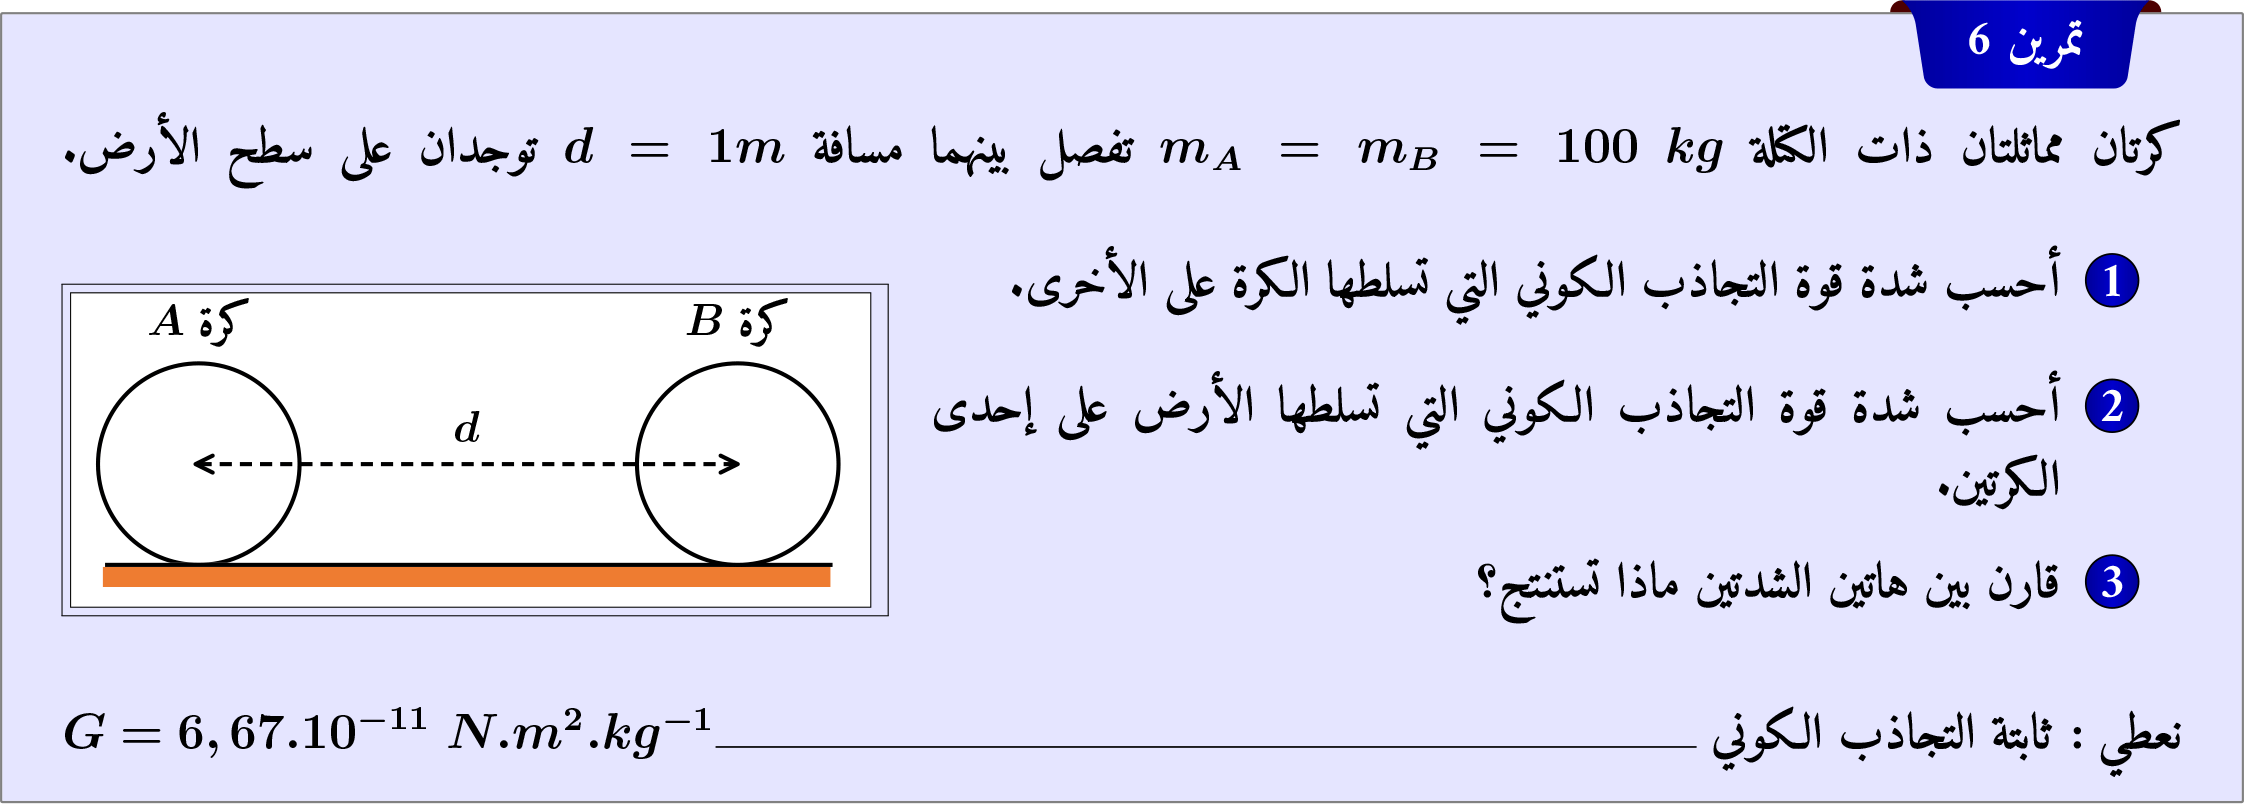 تمرين 6
كرتان مماثلتان ذات الكتلة m_A = m_B = 100 kg تفصل بينهما مسافة d = 1m توجدان على سطح الأرض.
1 أحسب شدة قوة التجاذب الكوني التي تسلطها الكرة على الأخرى.
2 أحسب شدة قوة التجاذب الكوني التي تسلطها الأرض على إحدى
الكرتين.
3 قارن بين هاتين الشدتين ماذا تستنتج؟
كرة A
كرة B
d
نعطي : ثابتة التجاذب الكوني G = 6,67.10⁻¹¹ N.m².kg⁻¹